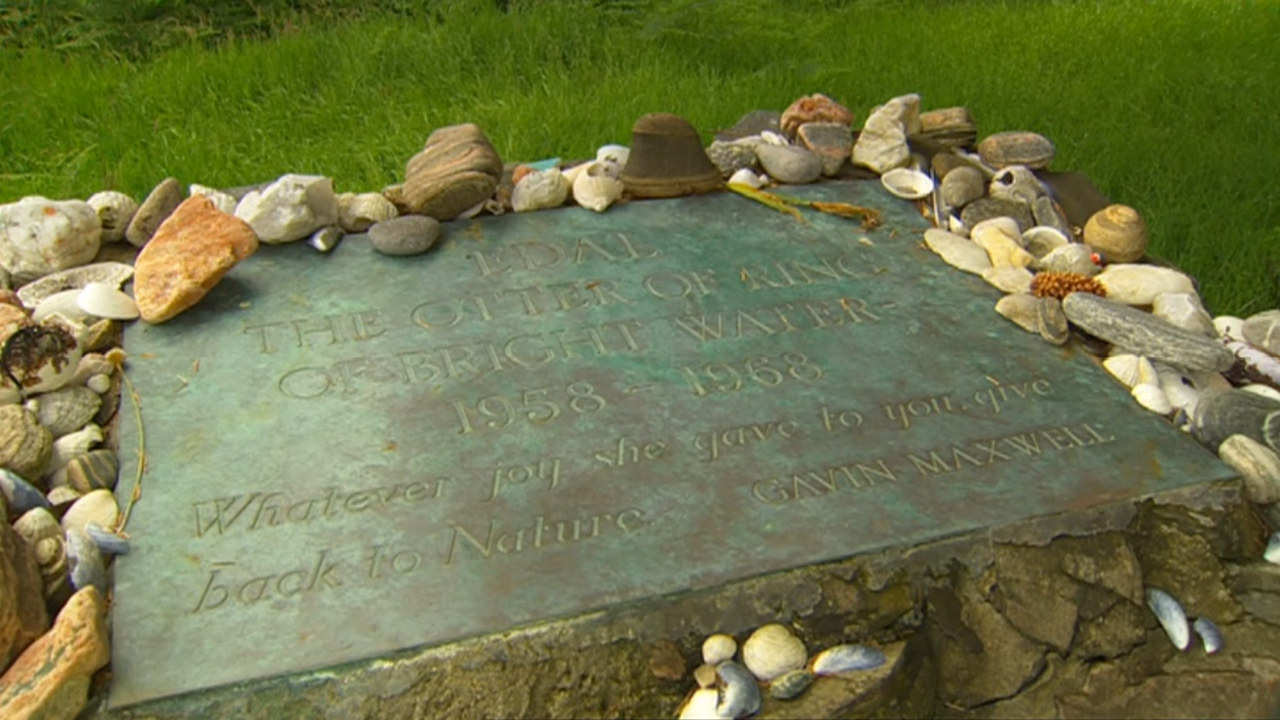 EDAL
THE OTTER OF RING
OF BRIGHT WATER-
1958 - 1968
Whatever joy she gave to you, give
back to Nature.
GAVIN MAXWELL